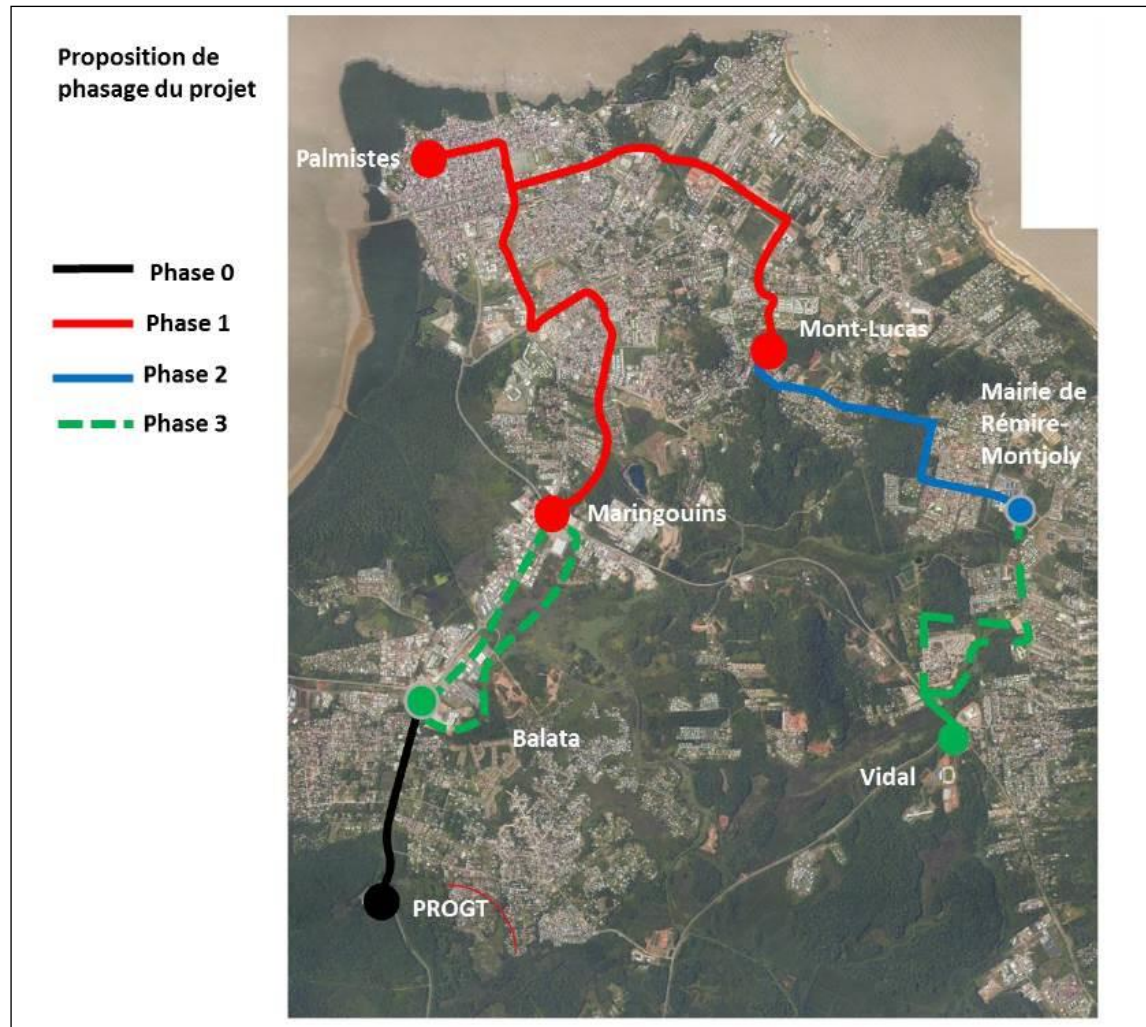 Proposition de
phasage du projet
Palmistes
Phase 0
Phase 1
Phase 2
Phase 3
Mont-Lucas
Mairie de
Rémire-
Montjoly
Maringouins
Balata
Vidal
PROGT